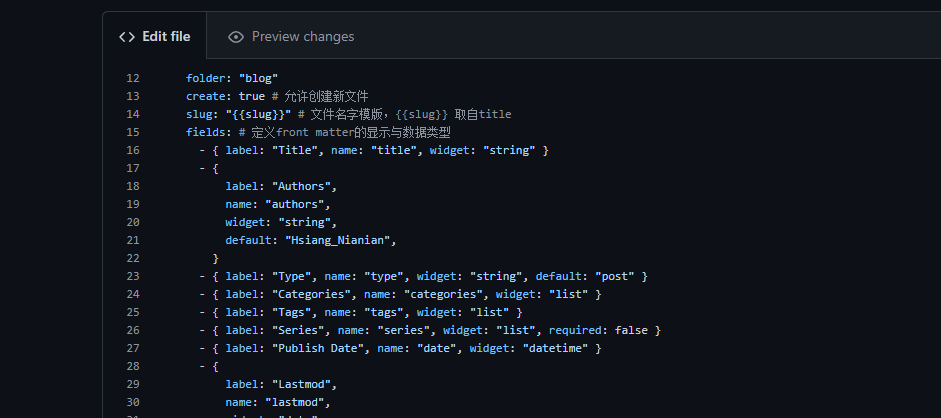 Edit file Preview changes
12 folder: "blog"
13 create: true # 允许创建新文件
14 slug: "{{slug}}" # 文件名字模版，{{slug}} 取自title
15 fields: # 定义front matter的显示与数据类型
16 - { label: "Title", name: "title", widget: "string" }
17 - {
18 label: "Authors",
19 name: "authors",
20 widget: "string",
21 default: "Hsiang_Nianian",
22 }
23 - { label: "Type", name: "type", widget: "string", default: "post" }
24 - { label: "Categories", name: "categories", widget: "list" }
25 - { label: "Tags", name: "tags", widget: "list" }
26 - { label: "Series", name: "series", widget: "list", required: false }
27 - { label: "Publish Date", name: "date", widget: "datetime" }
28 - {
29 label: "Lastmod",
30 name: "lastmod",